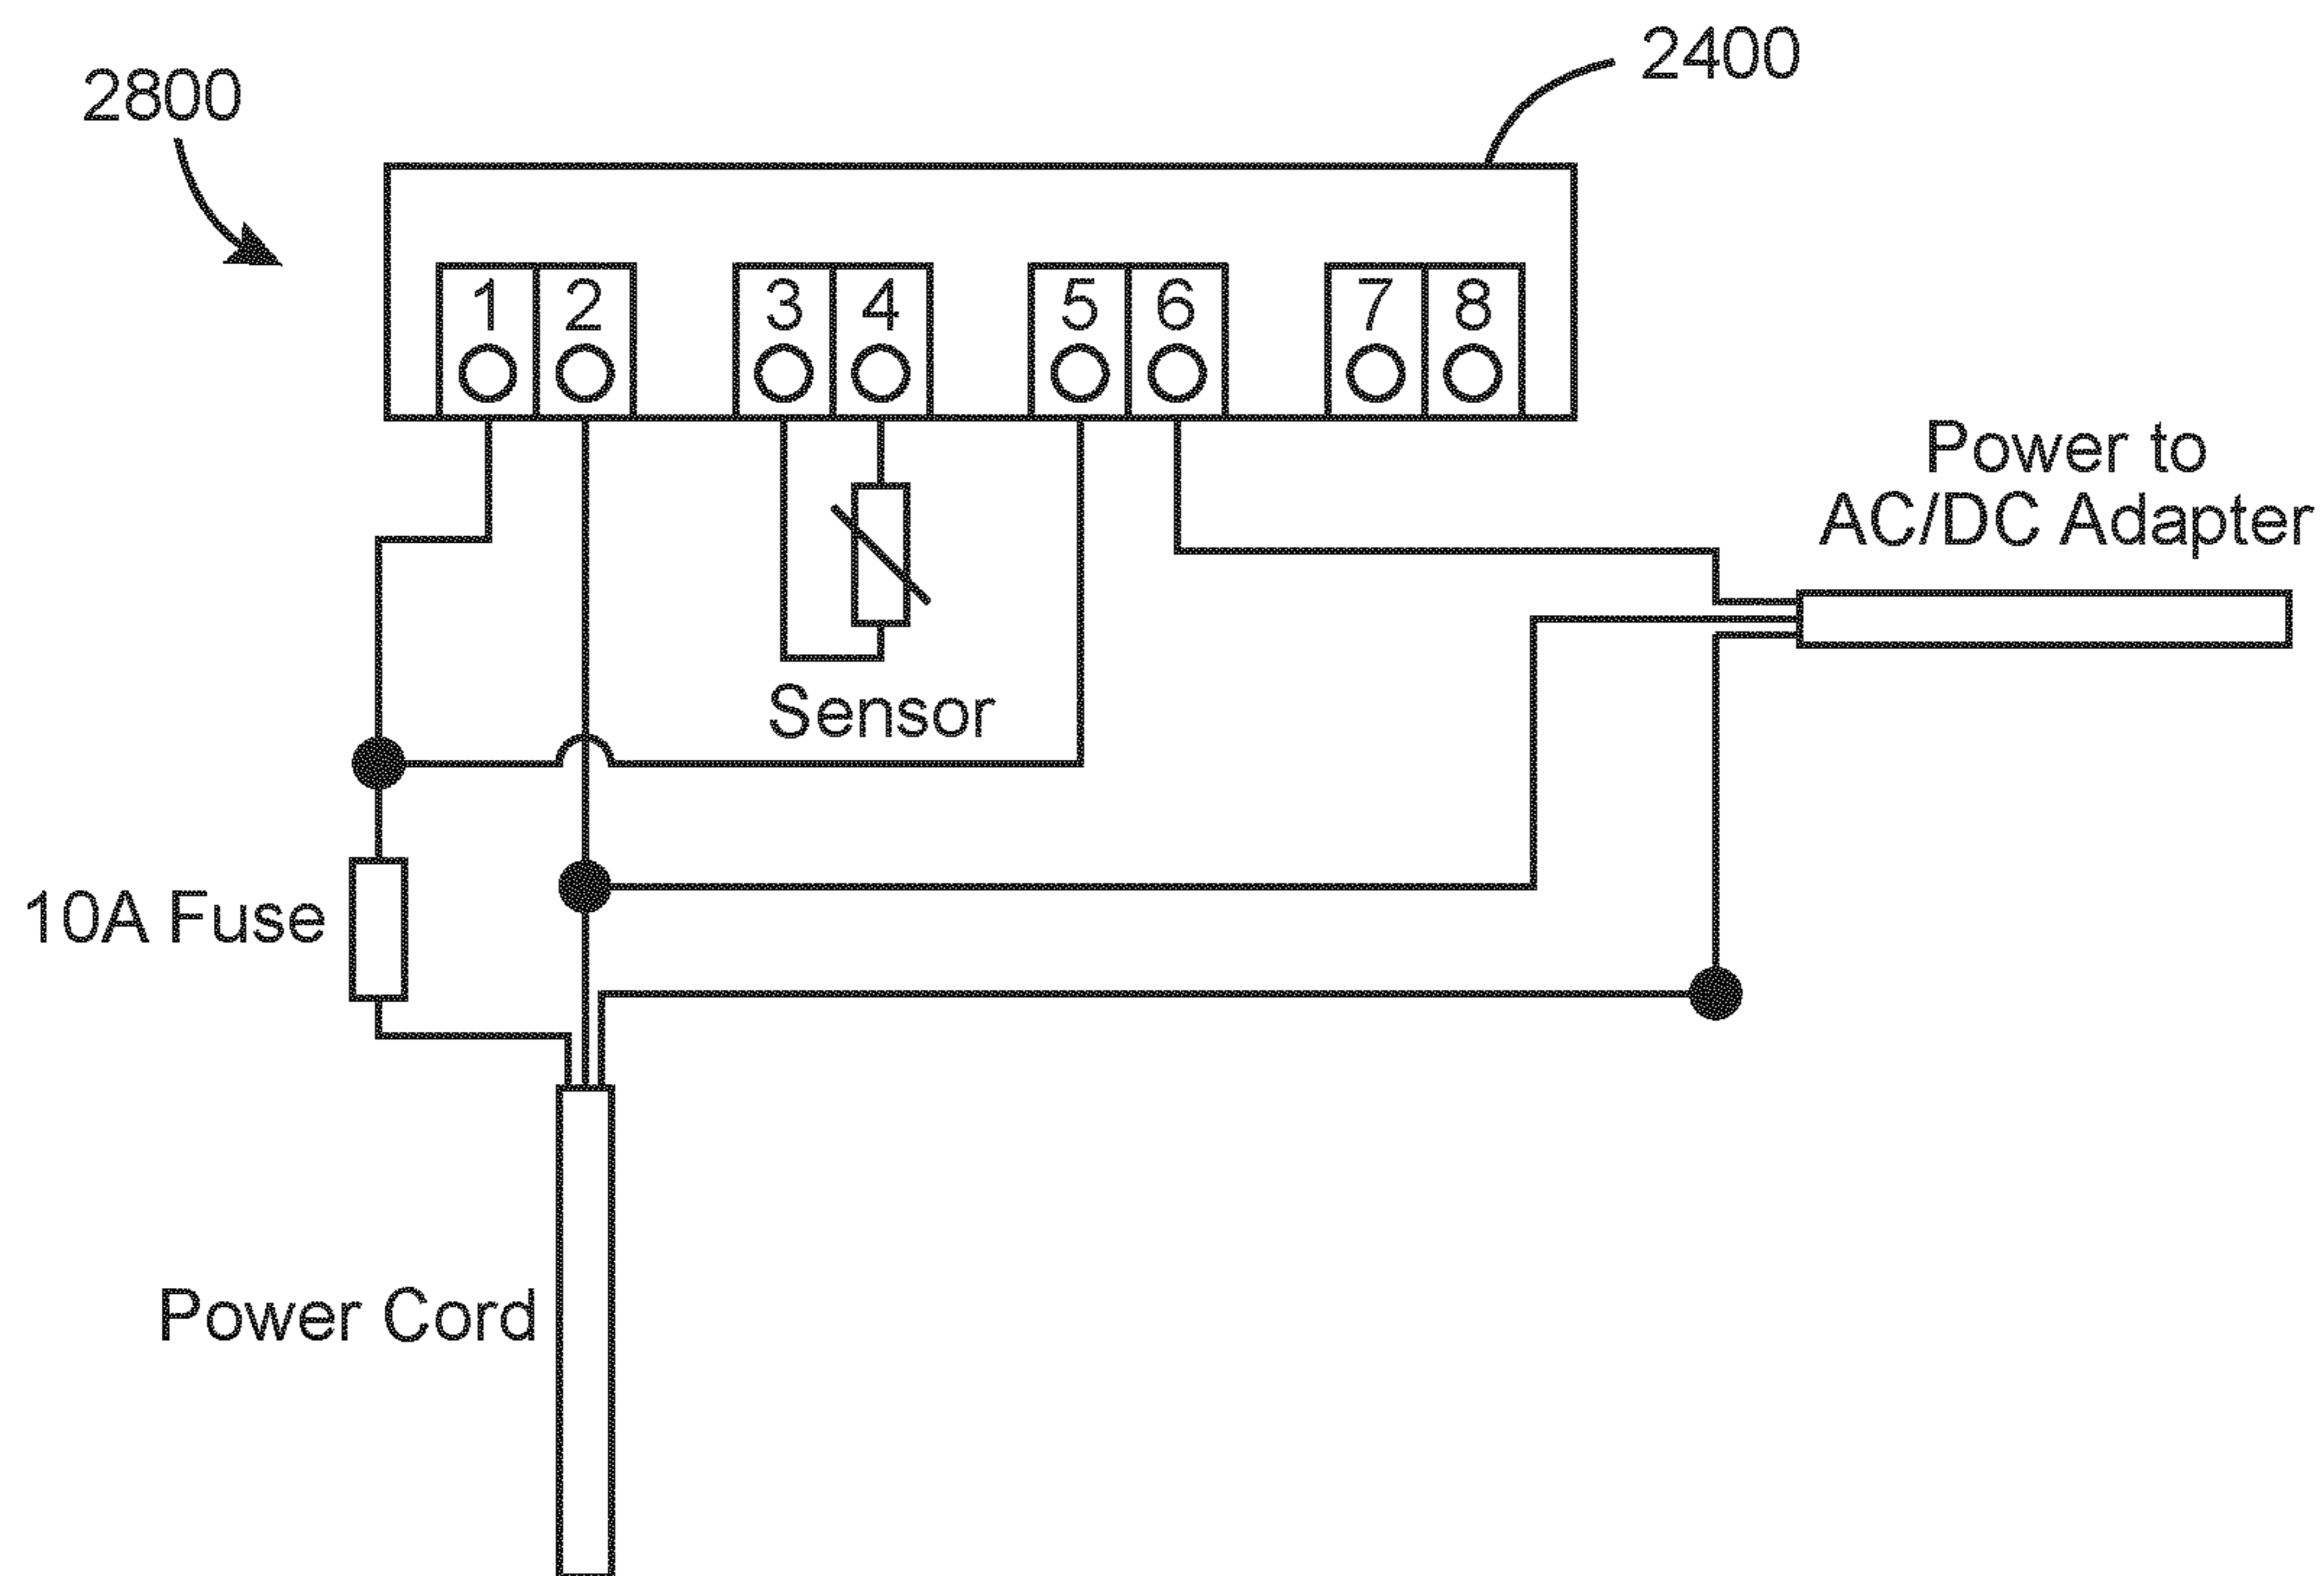 2800
2400
1 2 3 4 5 6 7 8
Power to
AC/DC Adapter
Sensor
10A Fuse
Power Cord